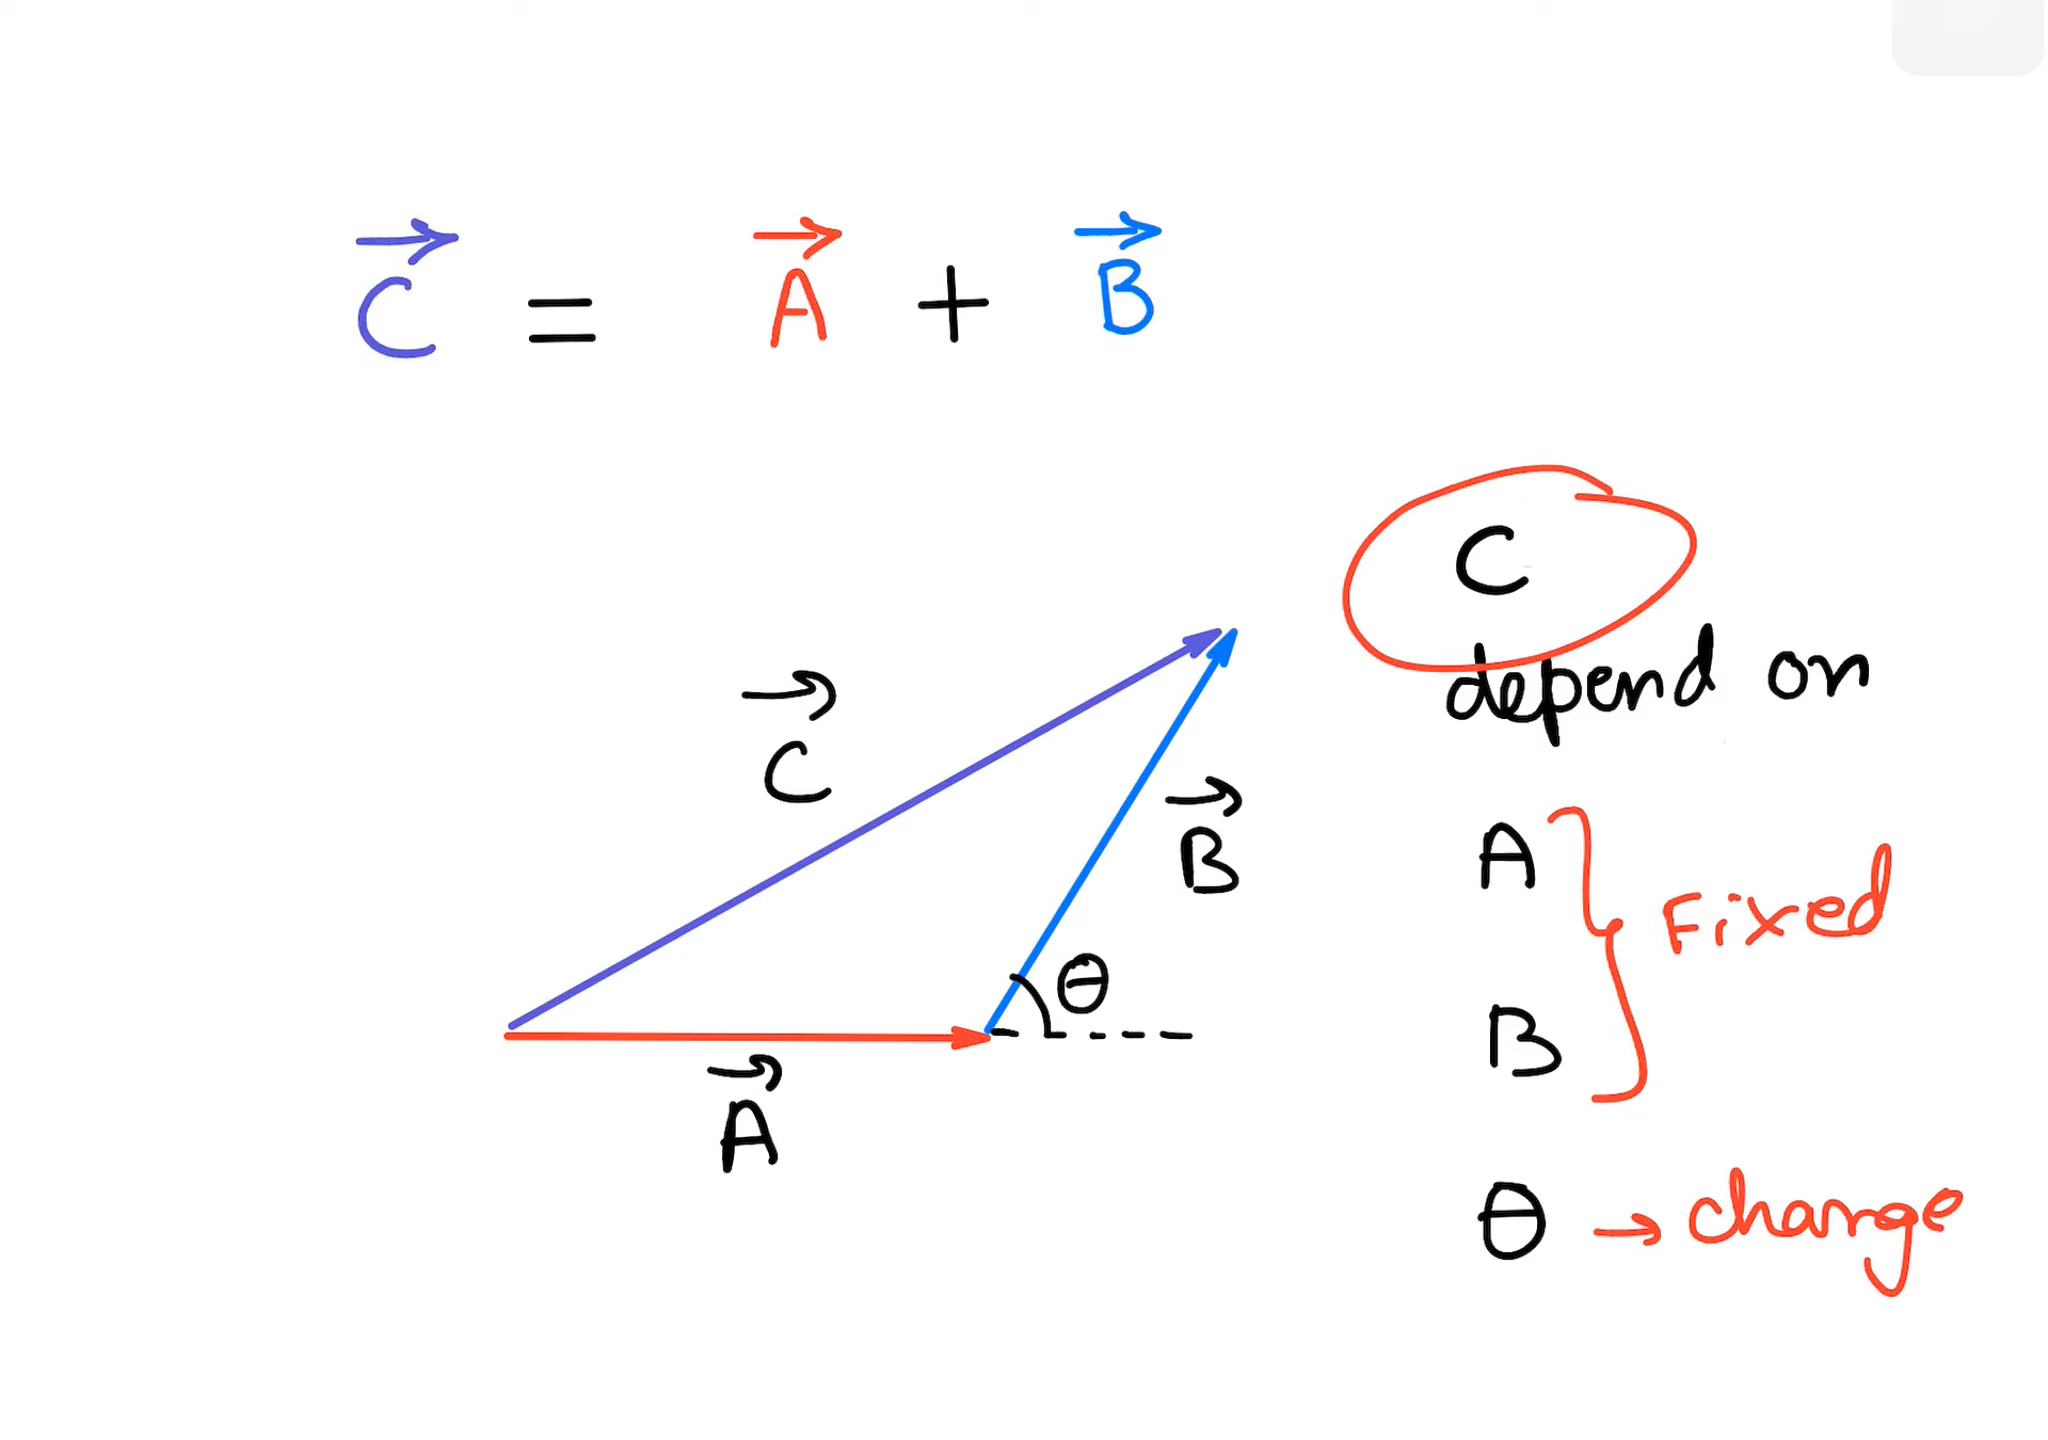 C = A + B
C
depend on
C
B
A
Fixed
θ
B
A
θ → change